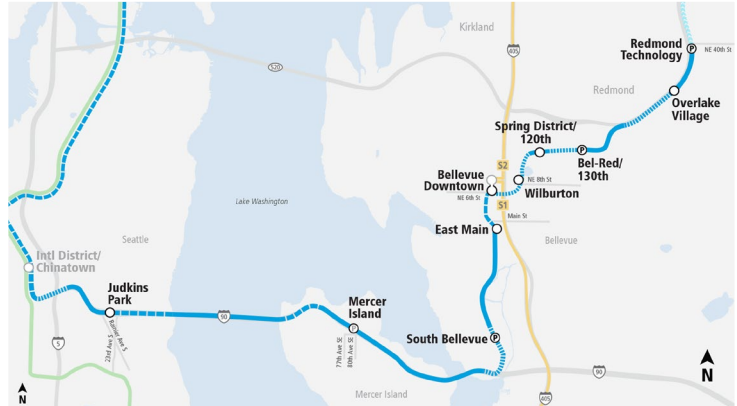 Kirkland
405
Redmond
Technology
NE 40th St
520
Redmond
Overlake
Village
Spring District/
120th
P
Bel-Red/
130th
S2
Bellevue
Downtown
NE 8th St
Wilburton
NE 6th St
S1
Main St
Lake Washington
East Main
Seattle
Bellevue
Intl District/
Chinatown
Judkins
Park
Mercer
Island
90
P
23rd Ave S
Rainier Ave S
77th Ave SE
80th Ave SE
South Bellevue
P
5
90
N
N
Mercer Island
405
P